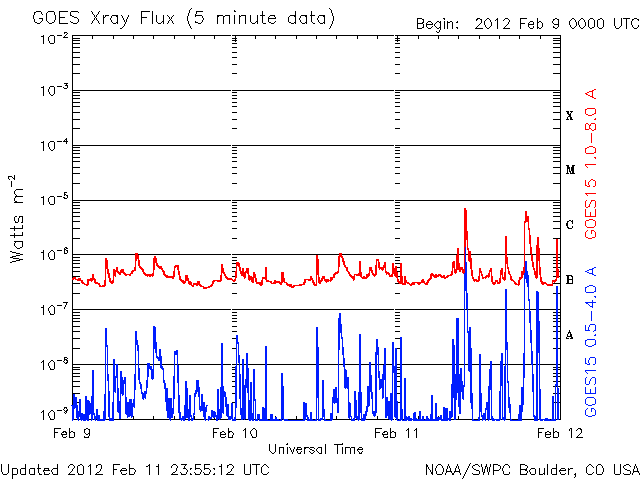 GOES Xray Flux (5 minute data)
Begin: 2012 Feb 9 0000 UTC
10-2
10-3
10-4
10-5
10-6
10-7
10-8
10-9
Watts m-2
X
M
C
B
A
GOES15 1.0-8.0 A
GOES15 0.5-4.0 A
Feb 9
Feb 10
Feb 11
Feb 12
Universal Time
Updated 2012 Feb 11 23:55:12 UTC
NOAA/SWPC Boulder, CO USA